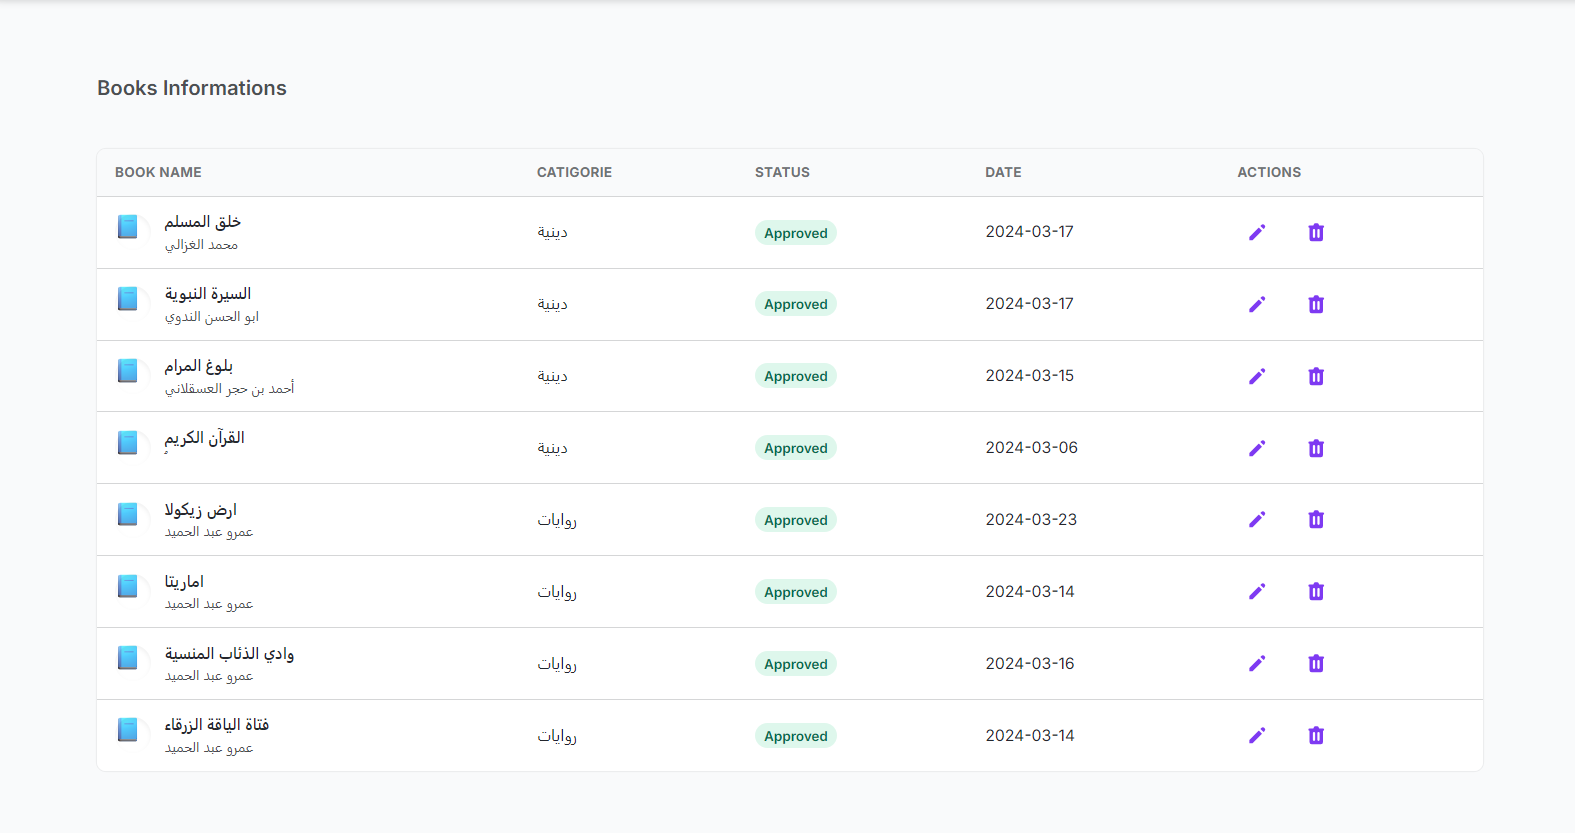 Books Informations
BOOK NAME CATIGORIE STATUS DATE ACTIONS
خلق المسلم
محمد الغزالي
دينية Approved 2024-03-17
السيرة النبوية
ابو الحسن الندوي
دينية Approved 2024-03-17
بلوغ المرام
أحمد بن حجر العسقلاني
دينية Approved 2024-03-15
القرآن الكريم
دينية Approved 2024-03-06
ارض زيكولا
عمرو عبد الحميد
روايات Approved 2024-03-23
اماريتا
عمرو عبد الحميد
روايات Approved 2024-03-14
وادي الذئاب المنسية
عمرو عبد الحميد
روايات Approved 2024-03-16
فتاة الياقة الزرقاء
عمرو عبد الحميد
روايات Approved 2024-03-14